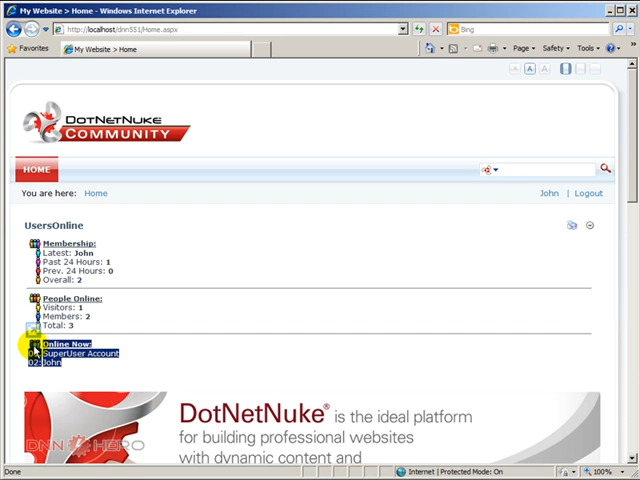 My Website > Home - Windows Internet Explorer
http://localhost/dnn551/Home.aspx
Bing
Favorites
My Website > Home
Page
Safety
Tools
A A A
DOTNETNUKE
COMMUNITY
HOME
You are here: Home
John | Logout
UsersOnline
Membership:
Latest: John
Past 24 Hours: 1
Prev. 24 Hours: 0
Overall: 2
People Online:
Visitors: 1
Members: 2
Total: 3
Online Now:
SuperUser Account
02: John
DotNetNuke® is the ideal platform
for building professional websites
with dynamic content and
DNN HERO
Done
Internet | Protected Mode: On
100%